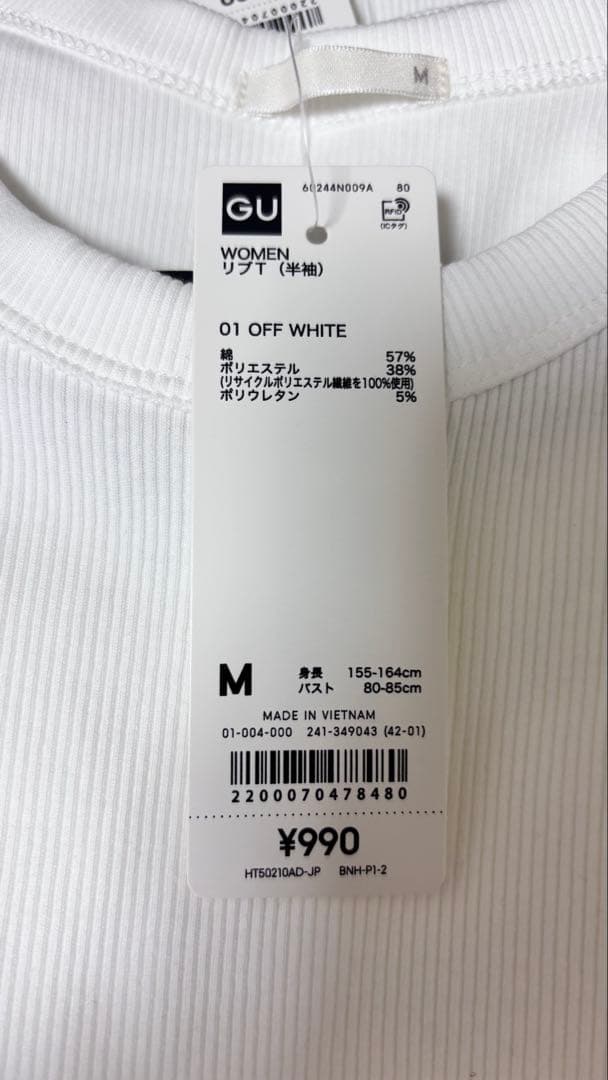 M
GU
60244N009A 80
RFID
(ICタグ)
WOMEN
リブT (半袖)
01 OFF WHITE
綿 57%
ポリエステル 38%
(リサイクルポリエステル繊維を100%使用)
ポリウレタン 5%
M 身長 155-164cm
バスト 80-85cm
MADE IN VIETNAM
01-004-000 241-349043 (42-01)
2200070478480
¥990
HT50210AD-JP BNH-P1-2